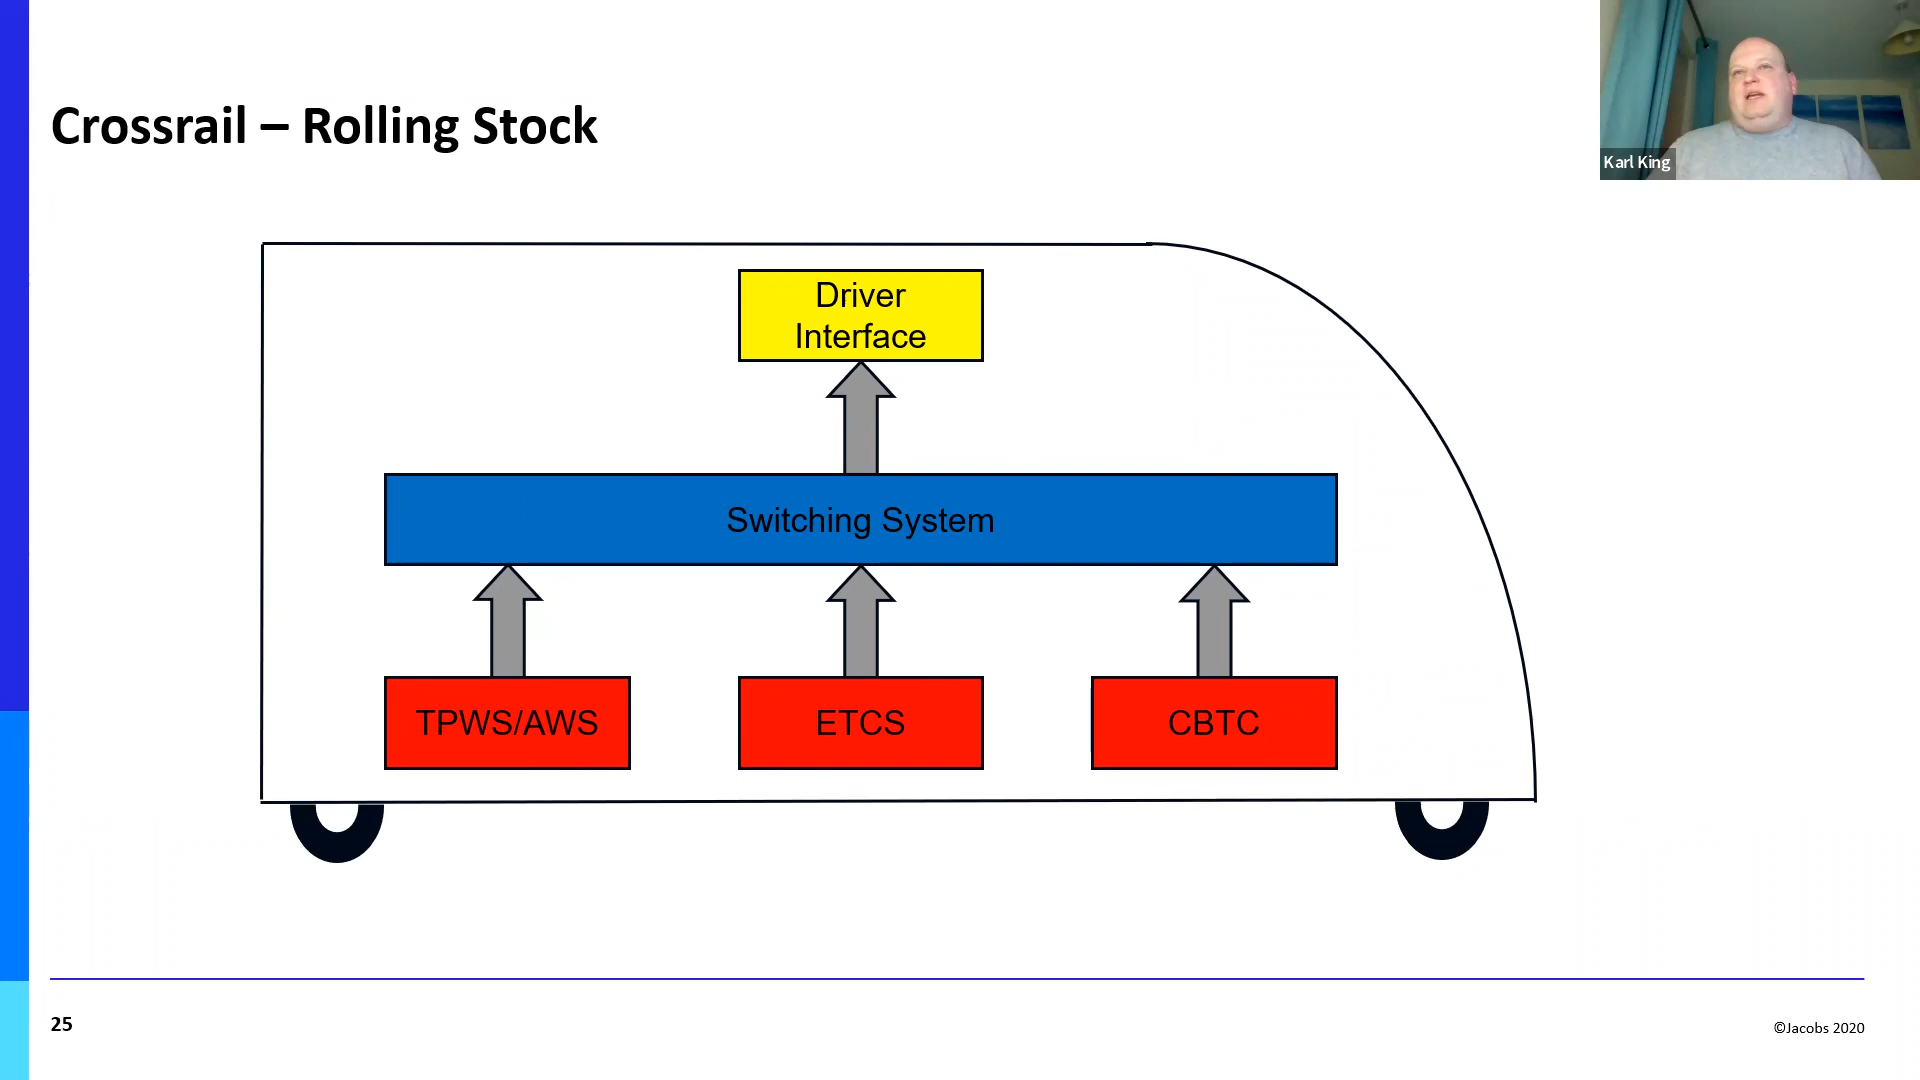 Crossrail – Rolling Stock
Karl King
Driver
Interface
Switching System
TPWS/AWS
ETCS
CBTC
25
©Jacobs 2020